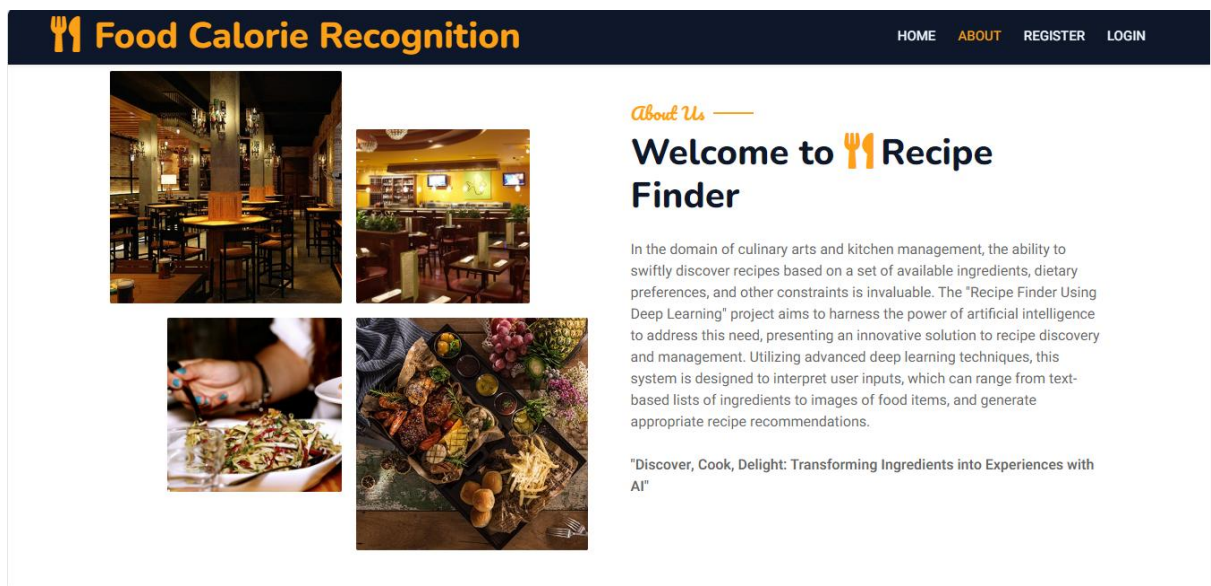 Food Calorie Recognition
HOME ABOUT REGISTER LOGIN
About Us
Welcome to Recipe
Finder
In the domain of culinary arts and kitchen management, the ability to
swiftly discover recipes based on a set of available ingredients, dietary
preferences, and other constraints is invaluable. The "Recipe Finder Using
Deep Learning" project aims to harness the power of artificial intelligence
to address this need, presenting an innovative solution to recipe discovery
and management. Utilizing advanced deep learning techniques, this
system is designed to interpret user inputs, which can range from text-
based lists of ingredients to images of food items, and generate
appropriate recipe recommendations.
"Discover, Cook, Delight: Transforming Ingredients into Experiences with
AI"